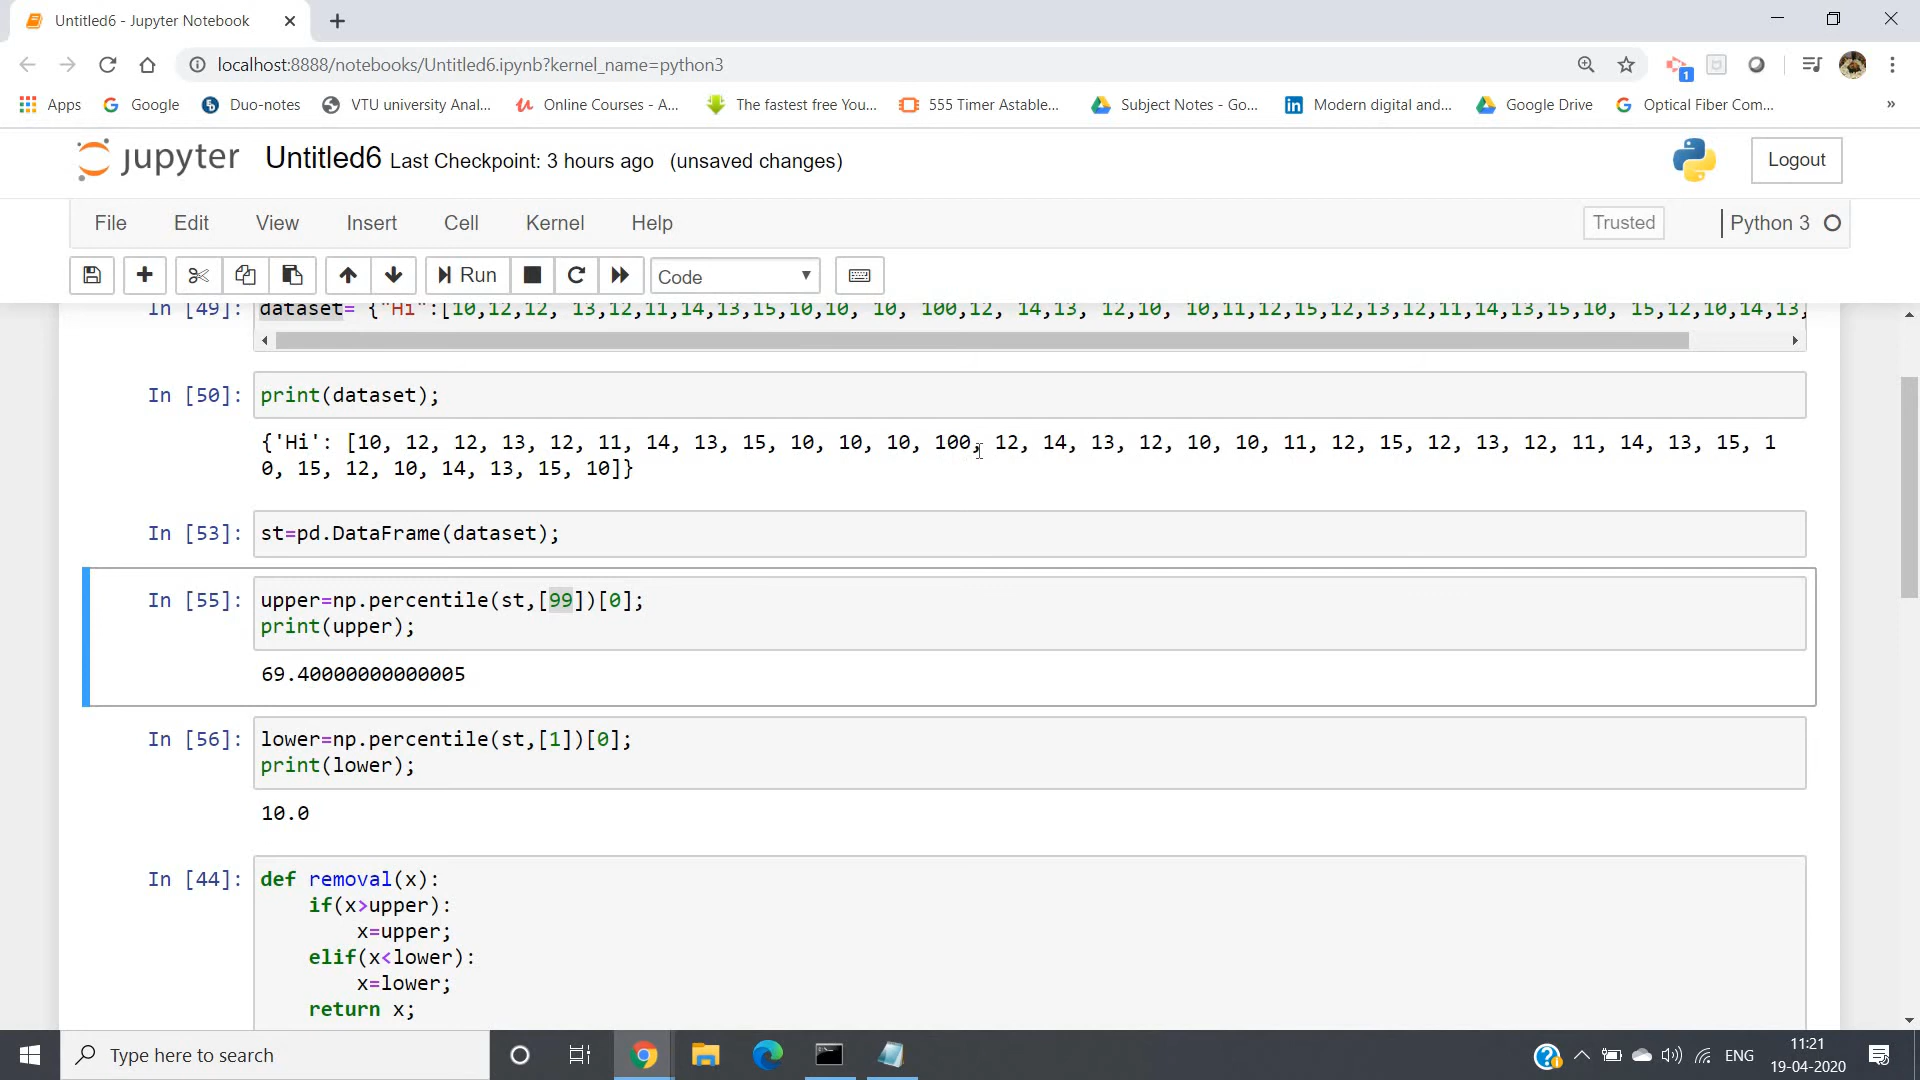 Untitled6 - Jupyter Notebook
localhost:8888/notebooks/Untitled6.ipynb?kernel_name=python3
1
Apps Google Duo-notes VTU university Anal... Online Courses - A... The fastest free You... 555 Timer Astable... Subject Notes - Go... Modern digital and... Google Drive Optical Fiber Com... »
jupyter Untitled6 Last Checkpoint: 3 hours ago (unsaved changes)
Logout
File Edit View Insert Cell Kernel Help
Trusted Python 3
Run Code
In [49]: dataset= {"Hi":[10,12,12, 13,12,11,14,13,15,10,10, 10, 100,12, 14,13, 12,10, 10,11,12,15,12,13,12,11,14,13,15,10, 15,12,10,14,13,
In [50]: print(dataset);
{'Hi': [10, 12, 12, 13, 12, 11, 14, 13, 15, 10, 10, 10, 100, 12, 14, 13, 12, 10, 10, 11, 12, 15, 12, 13, 12, 11, 14, 13, 15, 1
0, 15, 12, 10, 14, 13, 15, 10]}
In [53]: st=pd.DataFrame(dataset);
In [55]: upper=np.percentile(st,[99])[0];
print(upper);
69.40000000000005
In [56]: lower=np.percentile(st,[1])[0];
print(lower);
10.0
In [44]: def removal(x):
if(x>upper):
x=upper;
elif(x<lower):
x=lower;
return x;
Type here to search
ENG
11:21
19-04-2020